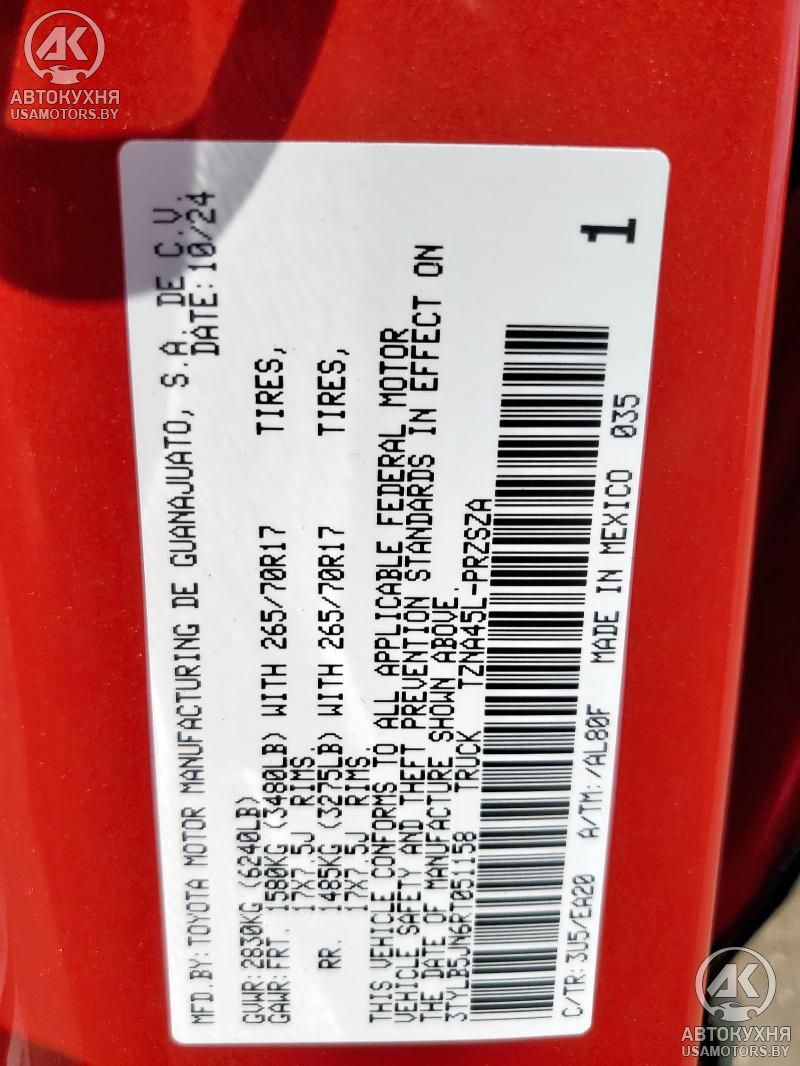 AK
АВТОКУХНЯ
USAMOTORS.BY
MFD.BY:TOYOTA MOTOR MANUFACTURING DE GUANAJUATO, S.A. DE C.V.
DATE:10/24
GVWR:2830KG (6240LB)
GAWR:FRT. 1580KG (3480LB) WITH 265/70R17 TIRES,
17X7.5J RIMS
RR. 1485KG (3275LB) WITH 265/70R17 TIRES,
17X7.5J RIMS
THIS VEHICLE CONFORMS TO ALL APPLICABLE FEDERAL MOTOR
VEHICLE SAFETY AND THEFT PREVENTION STANDARDS IN EFFECT ON
THE DATE OF MANUFACTURE SHOWN ABOVE.
3TYLB5JN6RT051158 TRUCK TZNA45L-PRZSZA
1
C/TR:3U5/EA20 A/TM:/AL80F MADE IN MEXICO 035
AK
АВТОКУХНЯ
USAMOTORS.BY